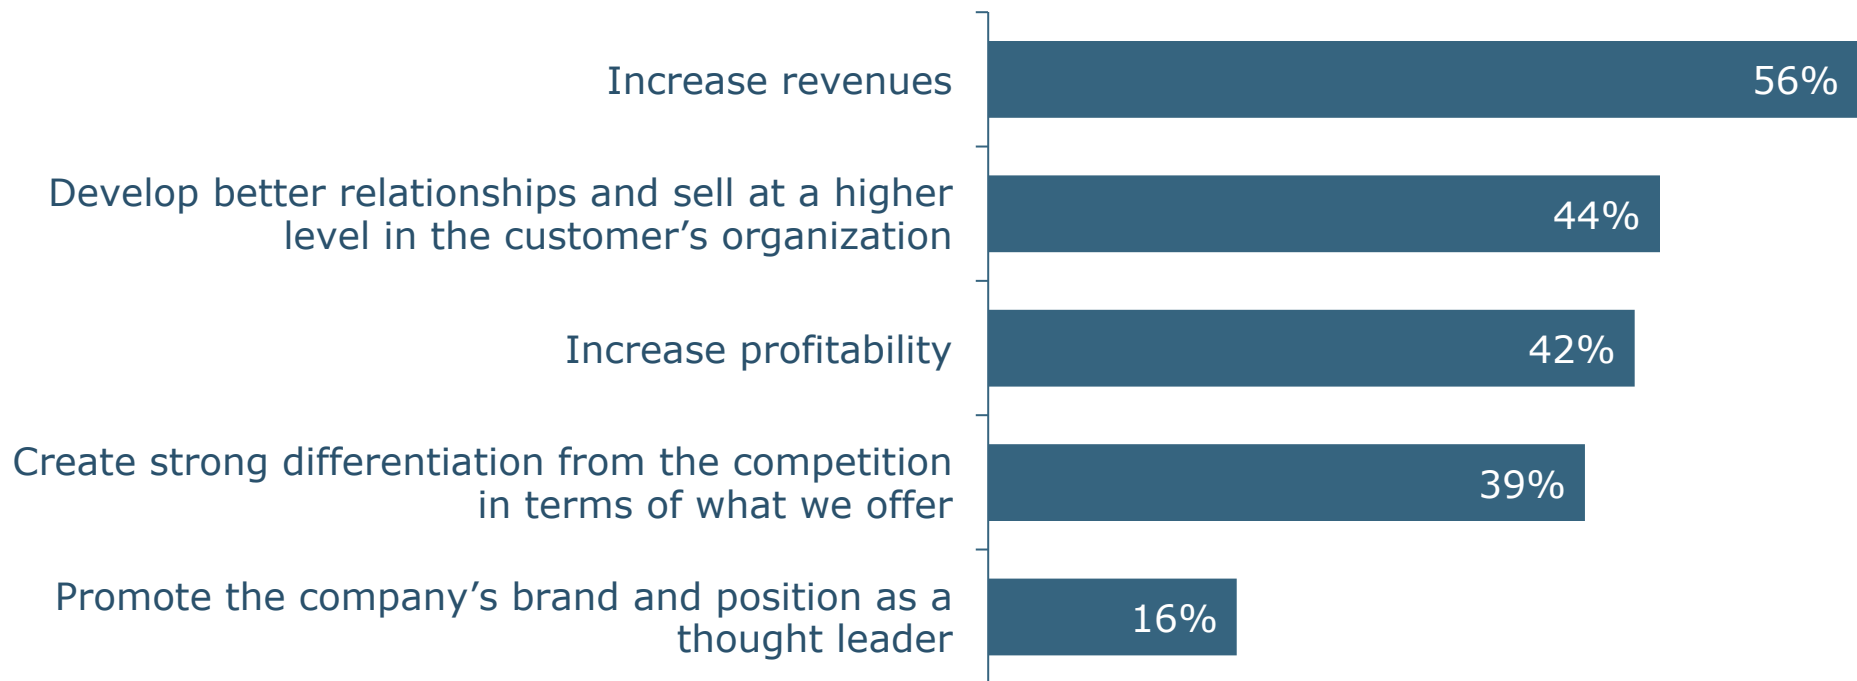 Increase revenues
56%
Develop better relationships and sell at a higher
level in the customer’s organization
44%
Increase profitability
42%
Create strong differentiation from the competition
in terms of what we offer
39%
Promote the company’s brand and position as a
thought leader
16%